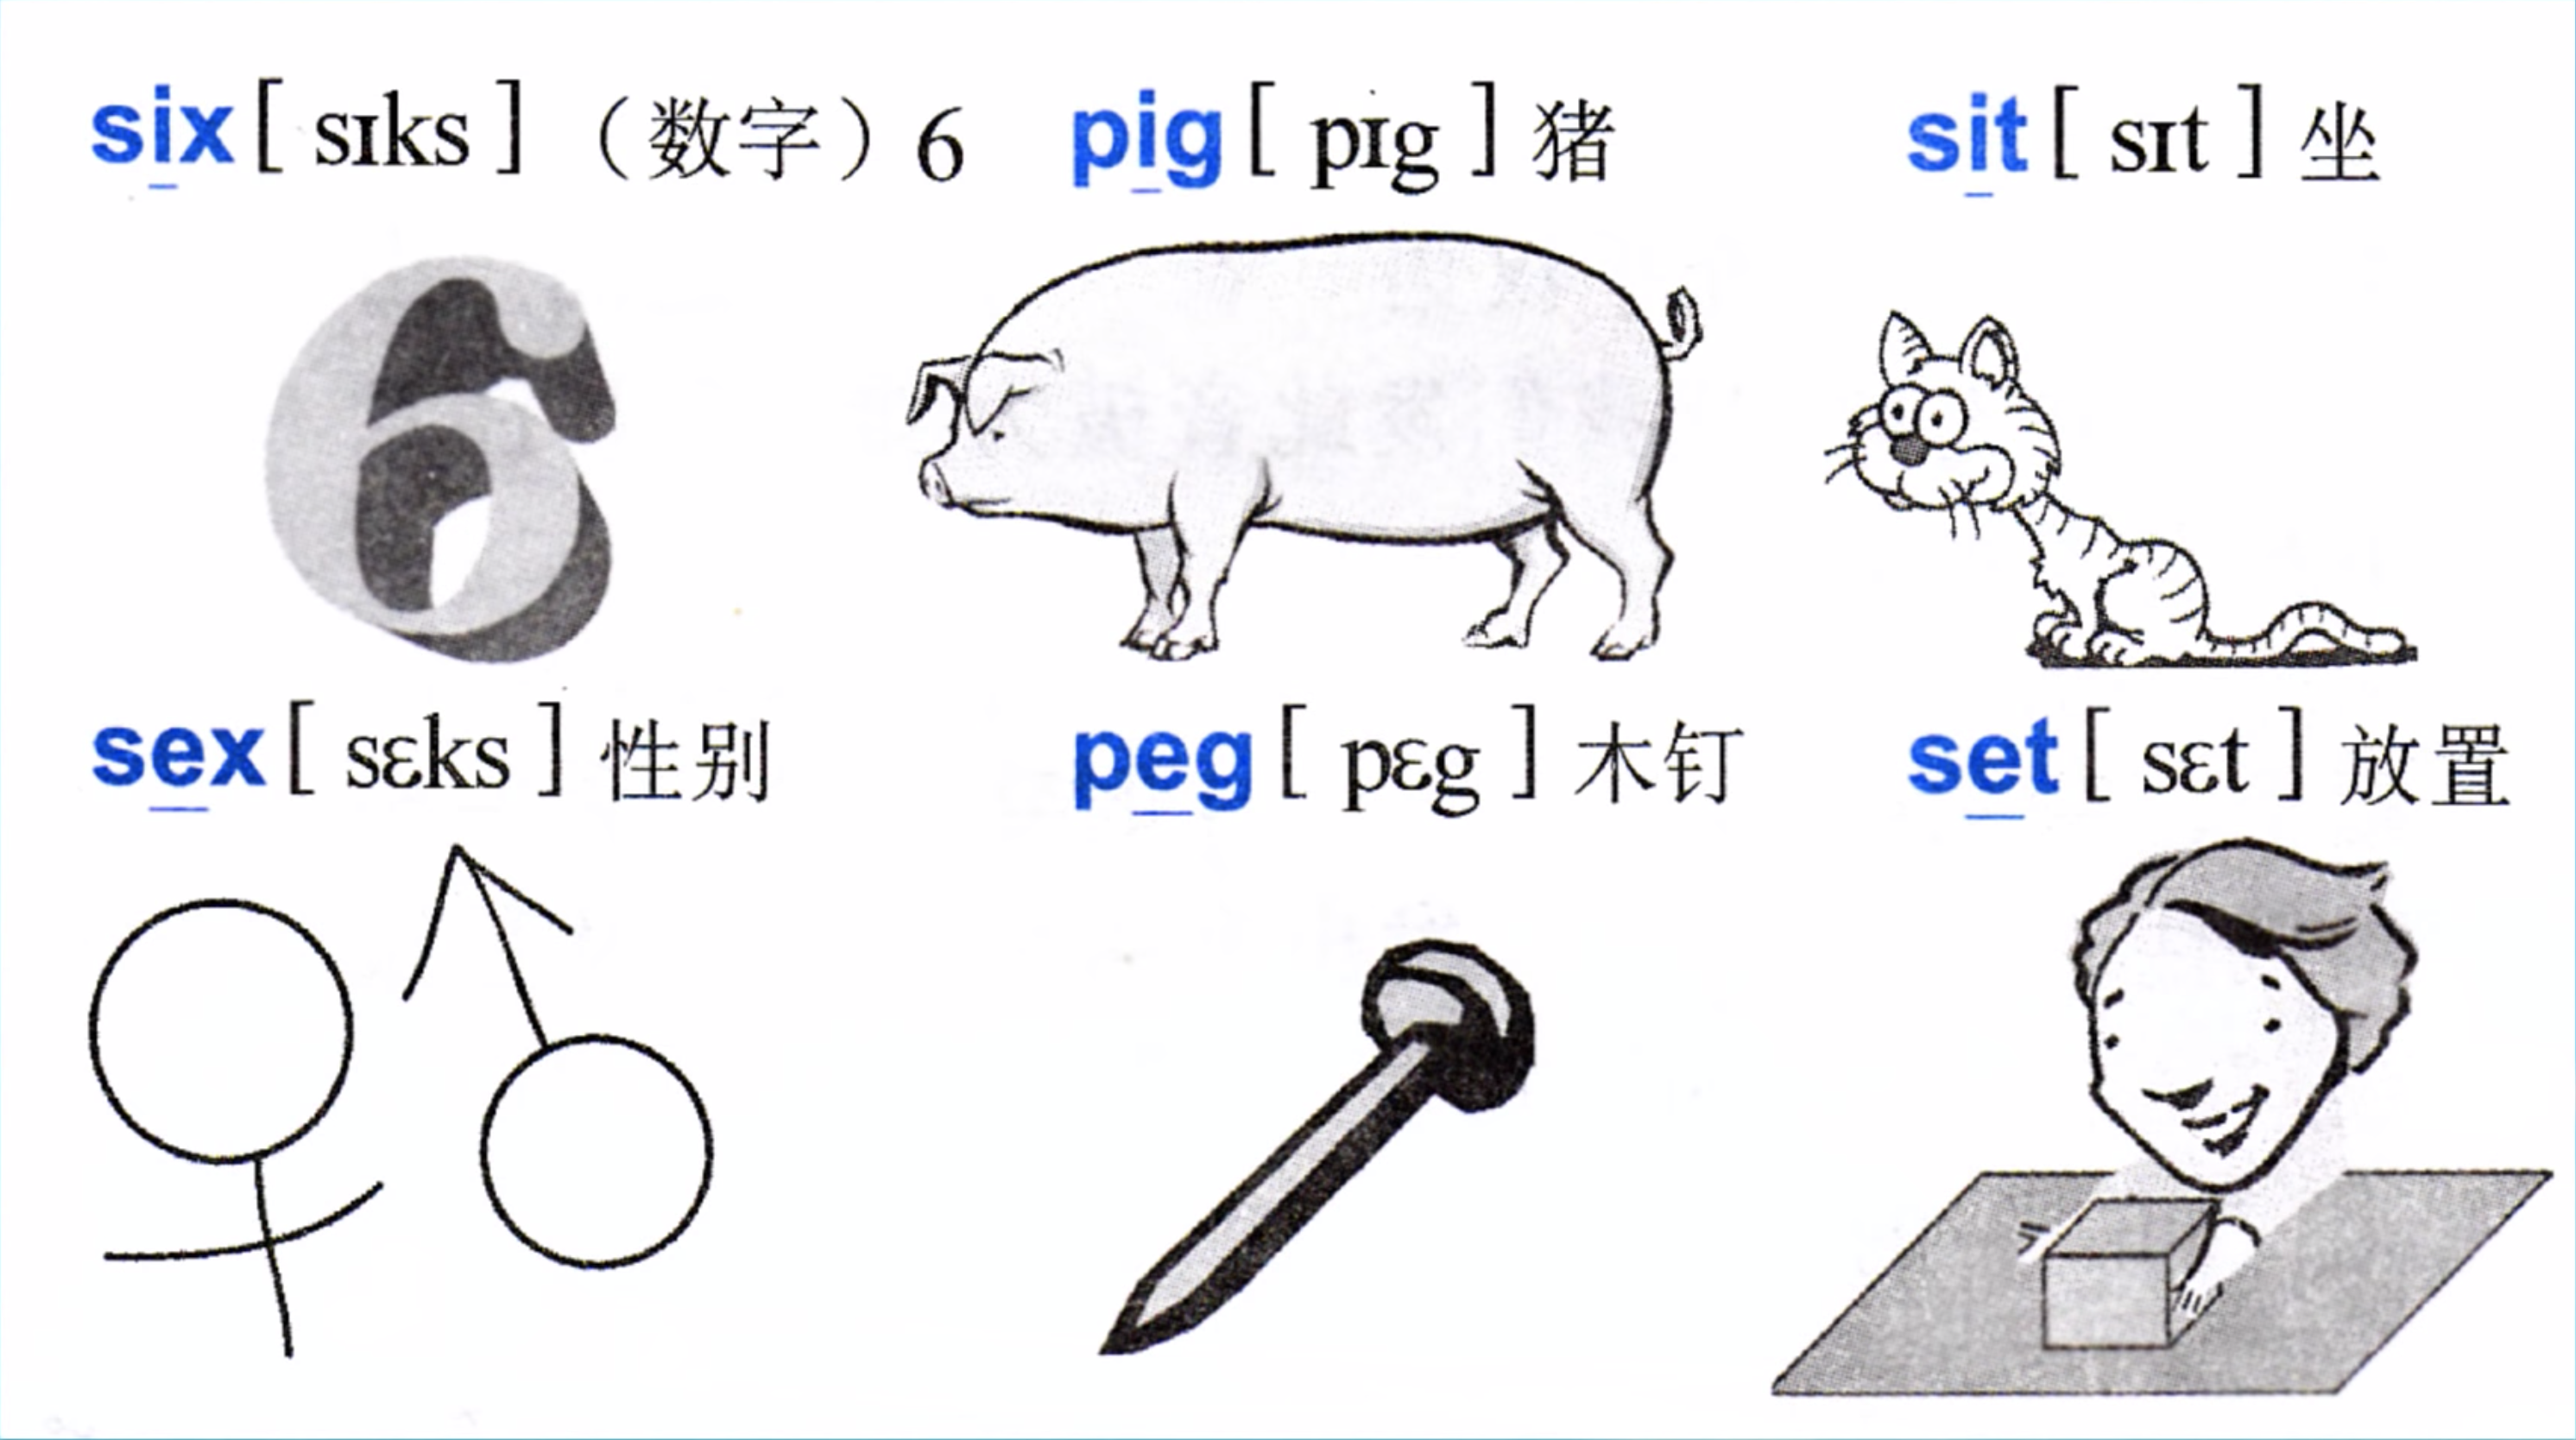 six [ sɪks ] （数字）6 pig [ pɪg ] 猪 sit [ sɪt ] 坐
sex [ sɛks ] 性别 peg [ pɛg ] 木钉 set [ sɛt ] 放置